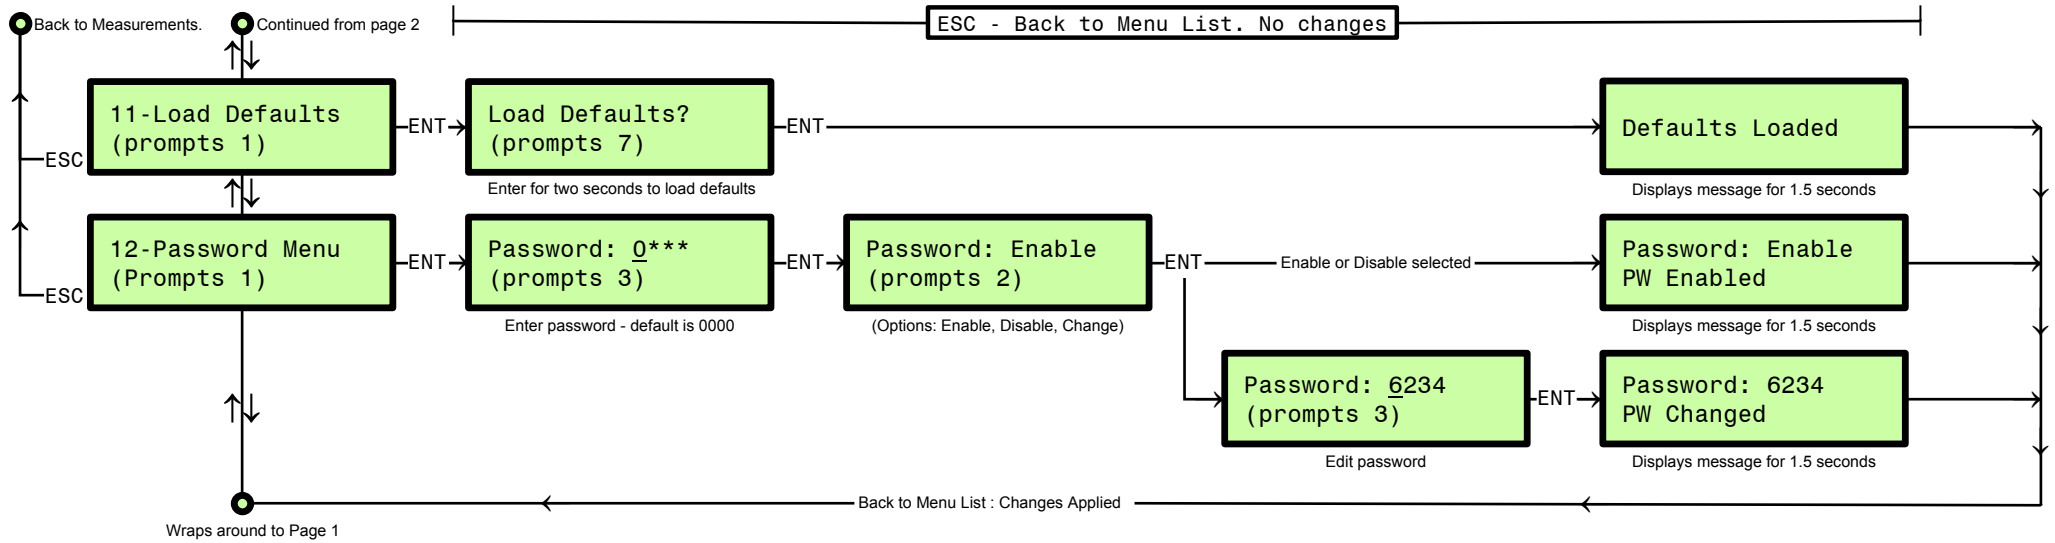 Back to Measurements.
Continued from page 2
ESC - Back to Menu List. No changes
11-Load Defaults
(prompts 1)
ENT
Load Defaults?
(prompts 7)
ENT
Defaults Loaded
ESC
Enter for two seconds to load defaults
Displays message for 1.5 seconds
12-Password Menu
(Prompts 1)
ENT
Password: 0***
(prompts 3)
ENT
Password: Enable
(prompts 2)
ENT
Enable or Disable selected
Password: Enable
PW Enabled
ESC
Enter password - default is 0000
(Options: Enable, Disable, Change)
Displays message for 1.5 seconds
Password: 6234
(prompts 3)
ENT
Password: 6234
PW Changed
Edit password
Displays message for 1.5 seconds
Back to Menu List : Changes Applied
Wraps around to Page 1